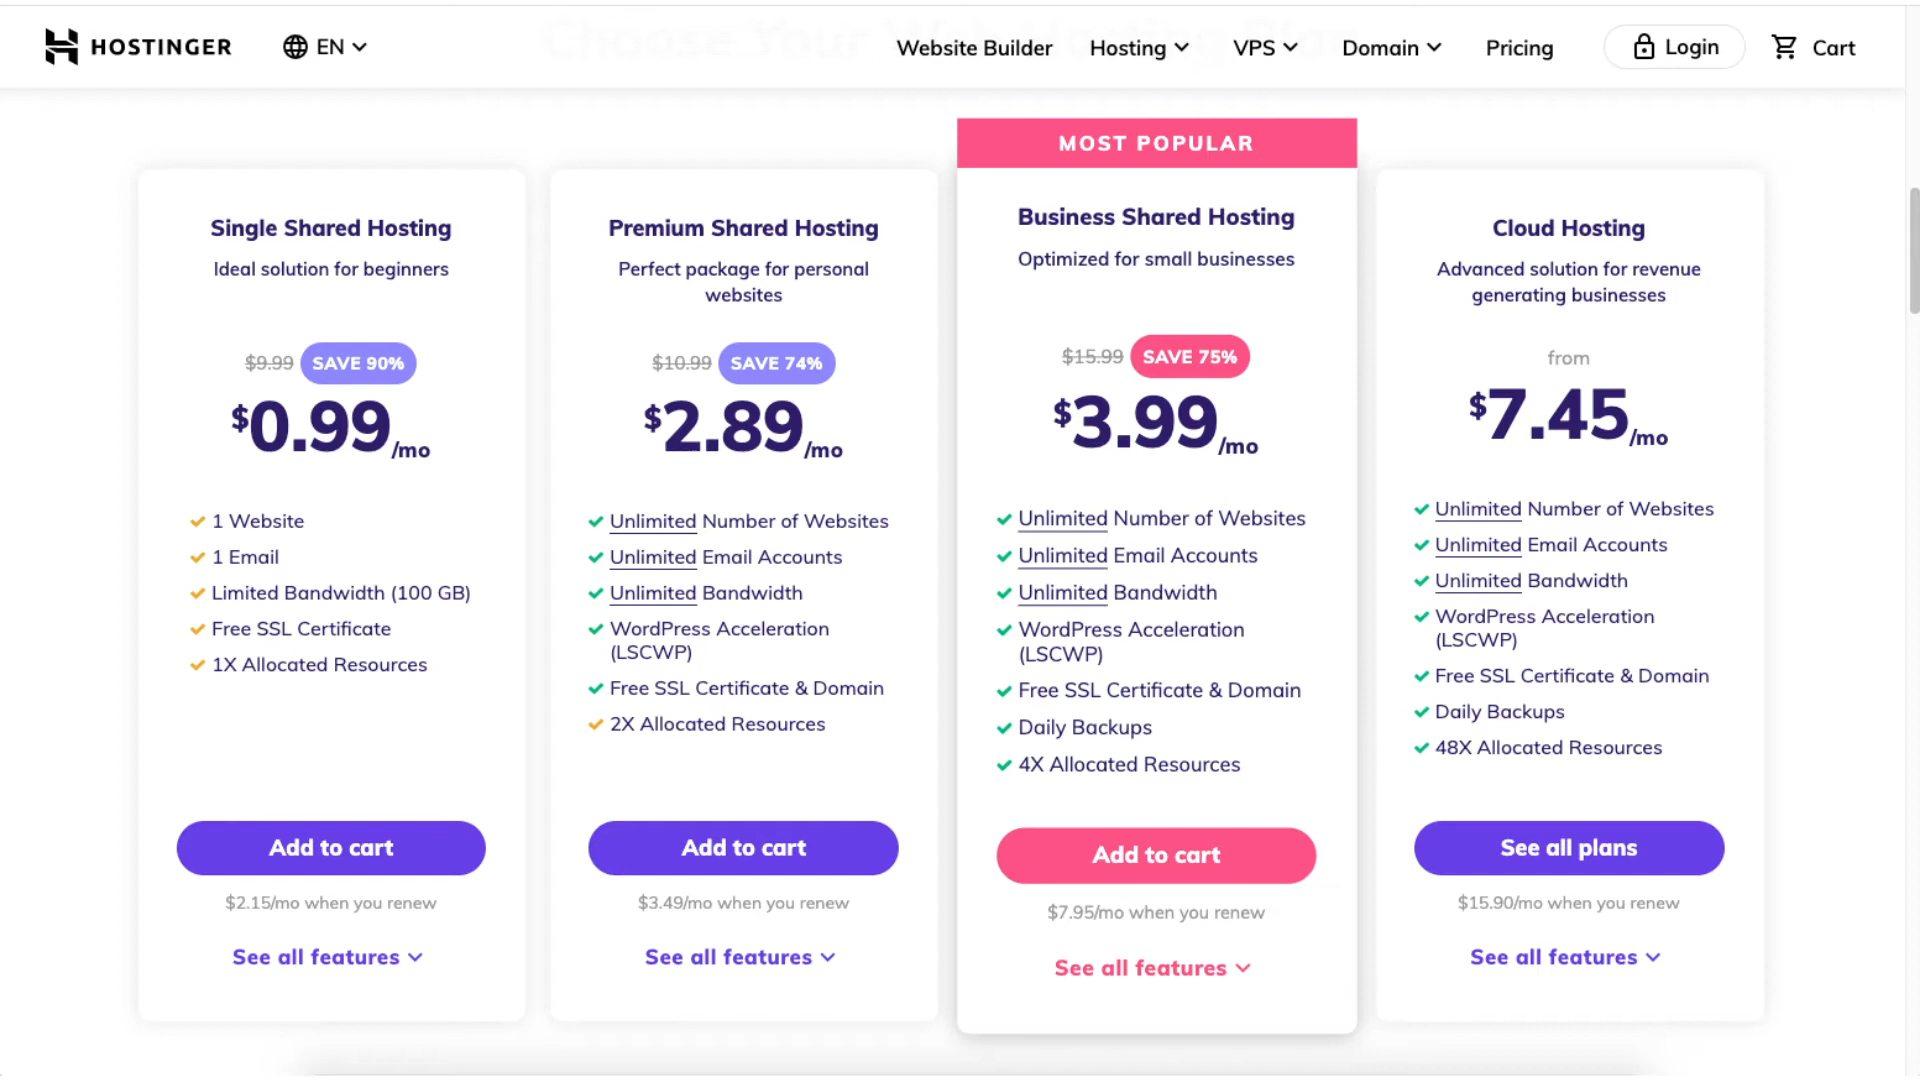 Choose Your Web Hosting Plan
HOSTINGER
EN
Website Builder
Hosting
VPS
Domain
Pricing
Login
Cart
Single Shared Hosting
Ideal solution for beginners
$9.99 SAVE 90%
$0.99/mo
1 Website
1 Email
Limited Bandwidth (100 GB)
Free SSL Certificate
1X Allocated Resources
Add to cart
$2.15/mo when you renew
See all features
Premium Shared Hosting
Perfect package for personal
websites
$10.99 SAVE 74%
$2.89/mo
Unlimited Number of Websites
Unlimited Email Accounts
Unlimited Bandwidth
WordPress Acceleration
(LSCWP)
Free SSL Certificate & Domain
2X Allocated Resources
Add to cart
$3.49/mo when you renew
See all features
MOST POPULAR
Business Shared Hosting
Optimized for small businesses
$15.99 SAVE 75%
$3.99/mo
Unlimited Number of Websites
Unlimited Email Accounts
Unlimited Bandwidth
WordPress Acceleration
(LSCWP)
Free SSL Certificate & Domain
Daily Backups
4X Allocated Resources
Add to cart
$7.95/mo when you renew
See all features
Cloud Hosting
Advanced solution for revenue
generating businesses
from
$7.45/mo
Unlimited Number of Websites
Unlimited Email Accounts
Unlimited Bandwidth
WordPress Acceleration
(LSCWP)
Free SSL Certificate & Domain
Daily Backups
48X Allocated Resources
See all plans
$15.90/mo when you renew
See all features